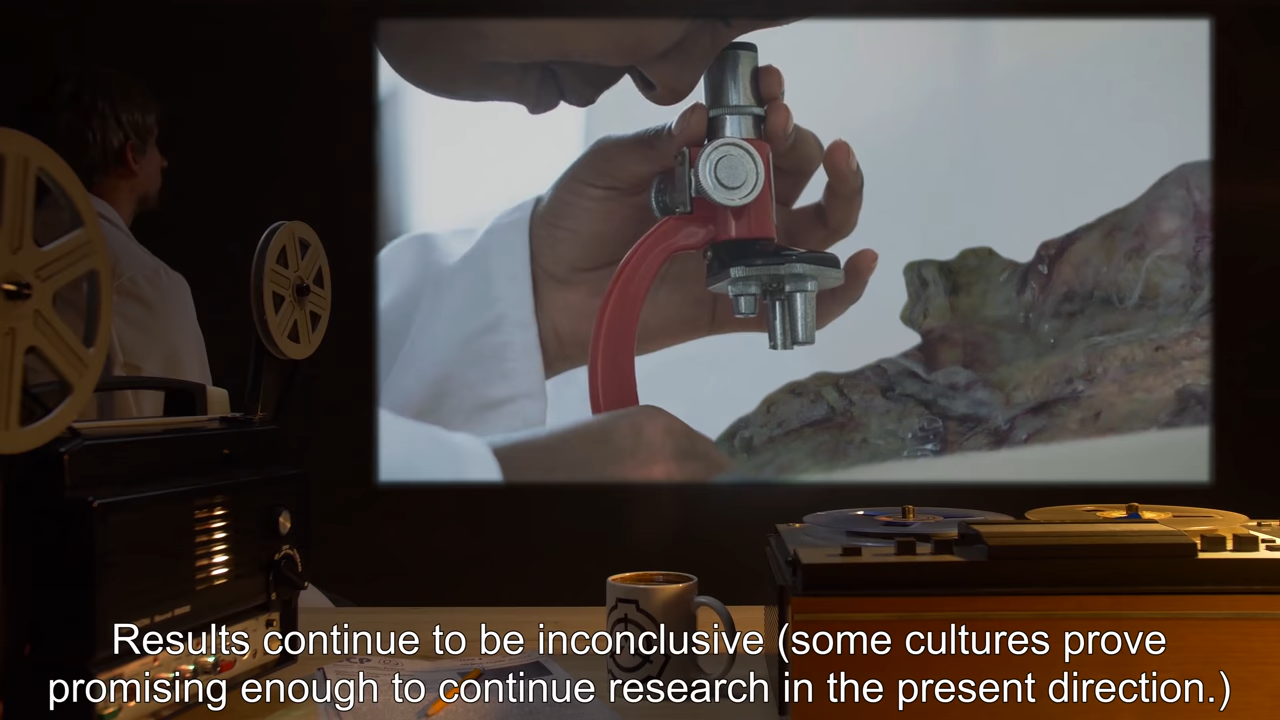 Results continue to be inconclusive (some cultures prove
promising enough to continue research in the present direction.)